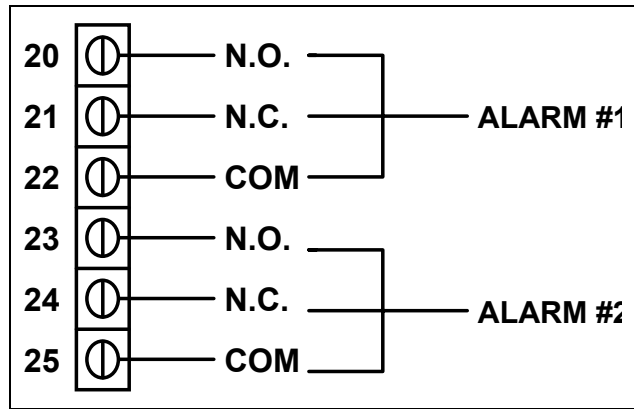 20 N.O.
21 N.C. ALARM #1
22 COM
23 N.O.
24 N.C. ALARM #2
25 COM